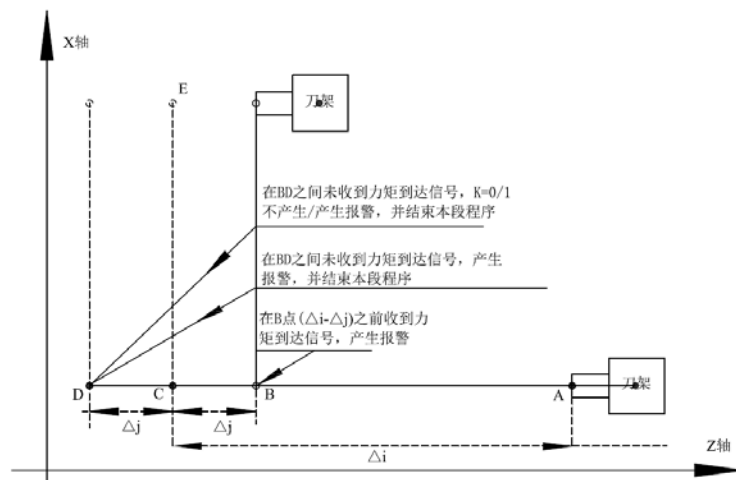 X轴
E
刀架
在BD之间未收到力矩到达信号，K=0/1
不产生/产生报警，并结束本段程序
在BD之间未收到力矩到达信号，产生
报警，并结束本段程序
在B点(△i-△j)之前收到力
矩到达信号，产生报警
刀架
D
C
B
A
△j
△j
△i
Z轴